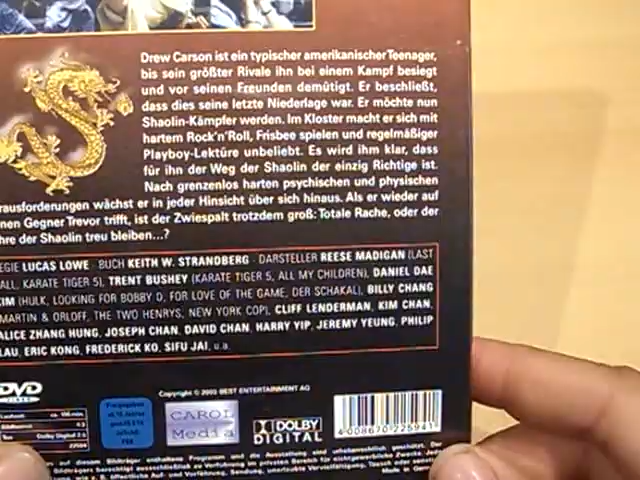 Drew Carson ist ein typischer amerikanischer Teenager,
bis sein größter Rivale ihn bei einem Kampf besiegt
und vor seinen Freunden demütigt. Er beschließt,
dass dies seine letzte Niederlage war. Er möchte nun
Shaolin-Kämpfer werden. Im Kloster macht er sich mit
hartem Rock'n'Roll, Frisbee spielen und regelmäßiger
Playboy-Lektüre unbeliebt. Es wird ihm klar, dass
für ihn der Weg der Shaolin der einzig Richtige ist.
Nach grenzenlos harten psychischen und physischen
rausforderungen wächst er in jeder Hinsicht über sich hinaus. Als er wieder auf
nen Gegner Trevor trifft, ist der Zwiespalt trotzdem groß: Totale Rache, oder der
hre der Shaolin treu bleiben...?
EGIE LUCAS LOWE · BUCH KEITH W. STRANDBERG · DARSTELLER REESE MADIGAN (LAST
ALL, KARATE TIGER 5), TRENT BUSHEY (KARATE TIGER 5, ALL MY CHILDREN), DANIEL DAE
KIM (HULK, LOOKING FOR BOBBY D, FOR LOVE OF THE GAME, DER SCHAKAL), BILLY CHANG
MARTIN & ORLOFF, THE TWO HENRYS, NEW YORK COP), CLIFF LENDERMAN, KIM CHAN,
ALICE ZHANG HUNG, JOSEPH CHAN, DAVID CHAN, HARRY YIP, JEREMY YEUNG, PHILIP
LAU, ERIC KONG, FREDERICK KO, SIFU JAI, u.a.
DVD
VIDEO
Copyright © 2003 BEST ENTERTAINMENT AG
CAROL
Media
DOLBY
DIGITAL
4 008670 225941